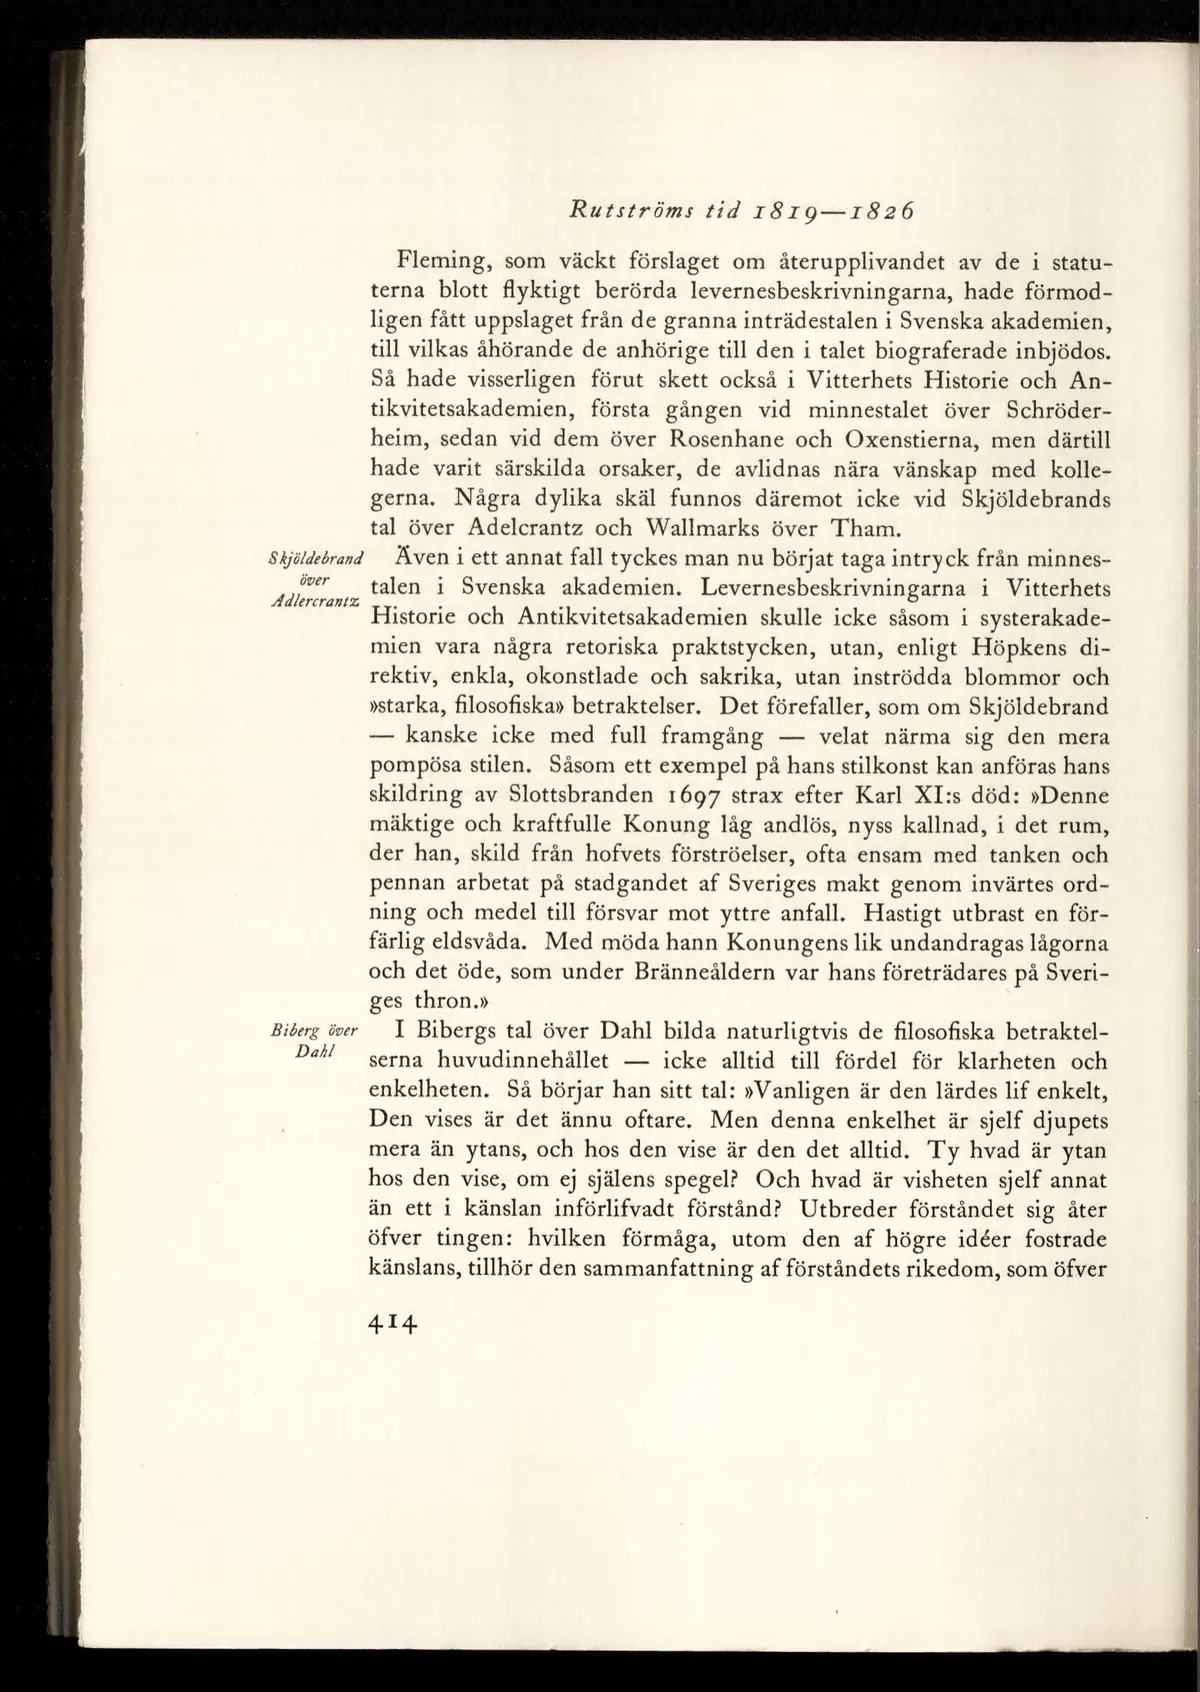 Rutströms tid 1819—1826
Fleming, som väckt förslaget om återupplivandet av de i statu-
terna blott flyktigt berörda levernesbeskrivningarna, hade förmod-
ligen fått uppslaget från de granna inträdestalen i Svenska akademien,
till vilkas åhörande de anhörige till den i talet biograferade inbjödos.
Så hade visserligen förut skett också i Vitterhets Historie och An-
tikvitetsakademien, första gången vid minnestalet över Schröder-
heim, sedan vid dem över Rosenhane och Oxenstierna, men därtill
hade varit särskilda orsaker, de avlidnas nära vänskap med kolle-
gerna. Några dylika skäl funnos däremot icke vid Skjöldebrands
tal över Adelcrantz och Wallmarks över Tham.
Skjöldebrand
över
Adlercrantz
Även i ett annat fall tyckes man nu börjat taga intryck från minnes-
talen i Svenska akademien. Levernesbeskrivningarna i Vitterhets
Historie och Antikvitetsakademien skulle icke såsom i systerakade-
mien vara några retoriska praktstycken, utan, enligt Höpkens di-
rektiv, enkla, okonstlade och sakrika, utan inströdda blommor och
»starka, filosofiska» betraktelser. Det förefaller, som om Skjöldebrand
— kanske icke med full framgång — velat närma sig den mera
pompösa stilen. Såsom ett exempel på hans stilkonst kan anföras hans
skildring av Slottsbranden 1697 strax efter Karl XI:s död: »Denne
mäktige och kraftfulle Konung låg andlös, nyss kallnad, i det rum,
der han, skild från hofvets förströelser, ofta ensam med tanken och
pennan arbetat på stadgandet af Sveriges makt genom invärtes ord-
ning och medel till försvar mot yttre anfall. Hastigt utbrast en för-
färlig eldsvåda. Med möda hann Konungens lik undandragas lågorna
och det öde, som under Bränneåldern var hans företrädares på Sveri-
ges thron.»
Biberg över
Dahl
I Bibergs tal över Dahl bilda naturligtvis de filosofiska betraktel-
serna huvudinnehållet — icke alltid till fördel för klarheten och
enkelheten. Så börjar han sitt tal: »Vanligen är den lärdes lif enkelt,
Den vises är det ännu oftare. Men denna enkelhet är sjelf djupets
mera än ytans, och hos den vise är den det alltid. Ty hvad är ytan
hos den vise, om ej själens spegel? Och hvad är visheten sjelf annat
än ett i känslan införlifvadt förstånd? Utbreder förståndet sig åter
öfver tingen: hvilken förmåga, utom den af högre idéer fostrade
känslans, tillhör den sammanfattning af förståndets rikedom, som öfver
414